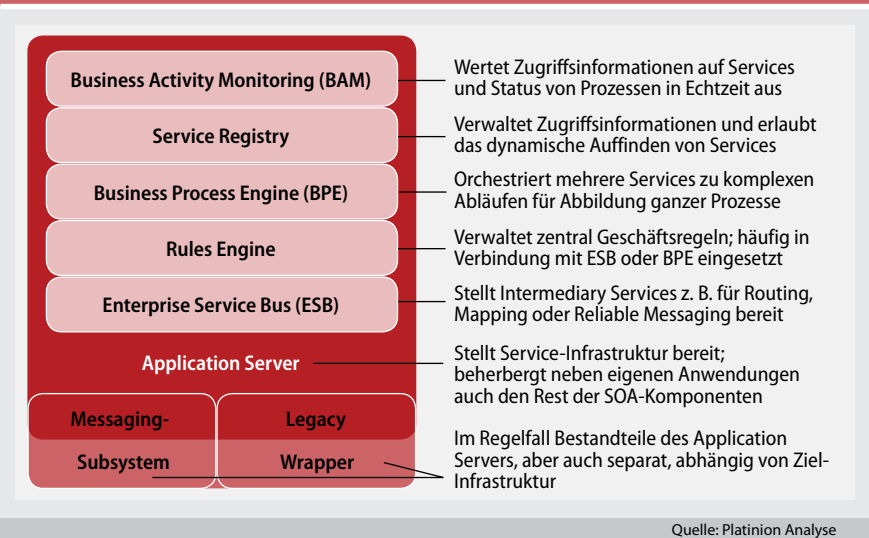 Business Activity Monitoring (BAM)
Wertet Zugriffsinformationen auf Services
und Status von Prozessen in Echtzeit aus
Service Registry
Verwaltet Zugriffsinformationen und erlaubt
das dynamische Auffinden von Services
Business Process Engine (BPE)
Orchestriert mehrere Services zu komplexen
Abläufen für Abbildung ganzer Prozesse
Rules Engine
Verwaltet zentral Geschäftsregeln; häufig in
Verbindung mit ESB oder BPE eingesetzt
Enterprise Service Bus (ESB)
Stellt Intermediary Services z. B. für Routing,
Mapping oder Reliable Messaging bereit
Application Server
Stellt Service-Infrastruktur bereit;
beherbergt neben eigenen Anwendungen
auch den Rest der SOA-Komponenten
Messaging-
Subsystem
Legacy
Wrapper
Im Regelfall Bestandteile des Application
Servers, aber auch separat, abhängig von Ziel-
Infrastruktur
Quelle: Platinion Analyse